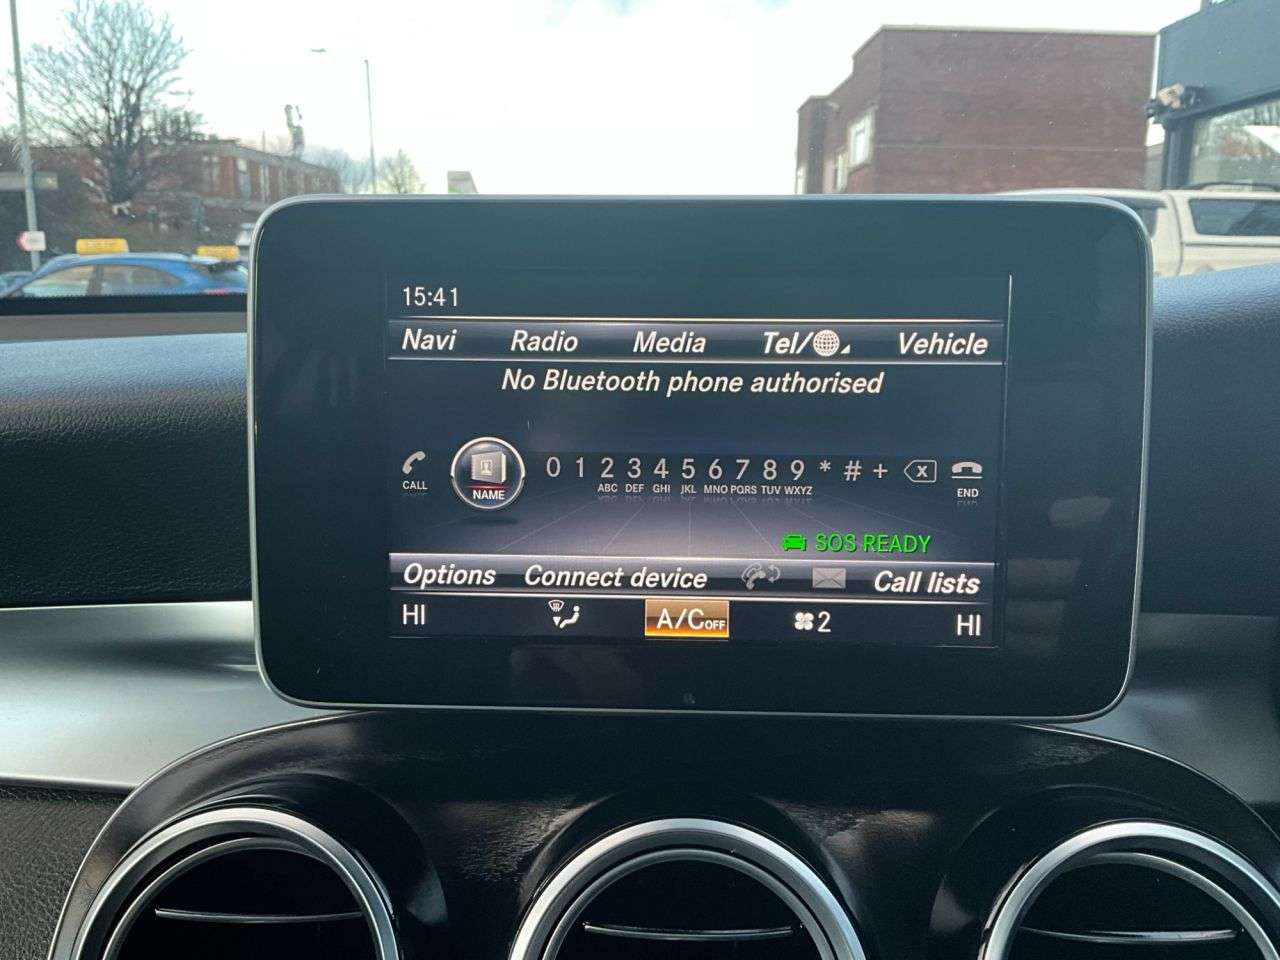 15:41
Navi Radio Media Tel/ Vehicle
No Bluetooth phone authorised
CALL NAME 0 1 2 3 4 5 6 7 8 9 * # + X END
ABC DEF GHI JKL MNO PQRS TUV WXYZ
SOS READY
Options Connect device Call lists
HI A/C OFF 2 HI